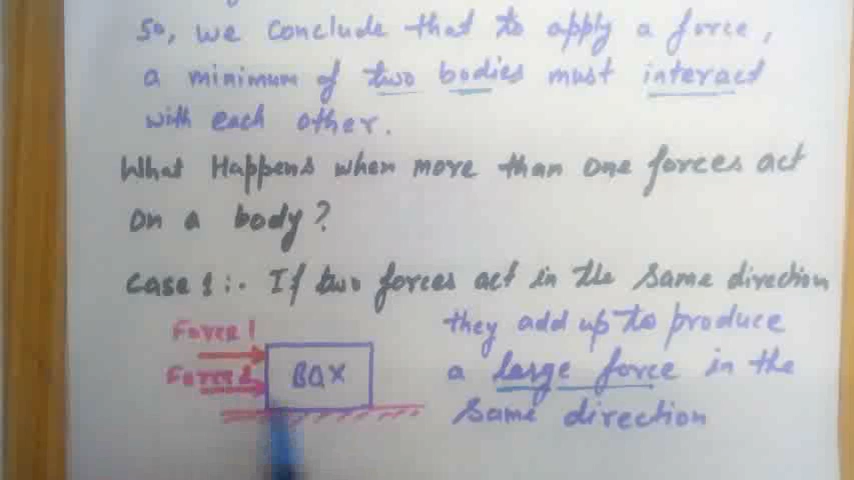 So, we conclude that to apply a force,
a minimum of two bodies must interact
with each other.
What Happens when more than one forces act
on a body?
Case 1:- If two forces act in the same direction
they add up to produce
a large force in the
same direction
Force 1
Force 2
BOX